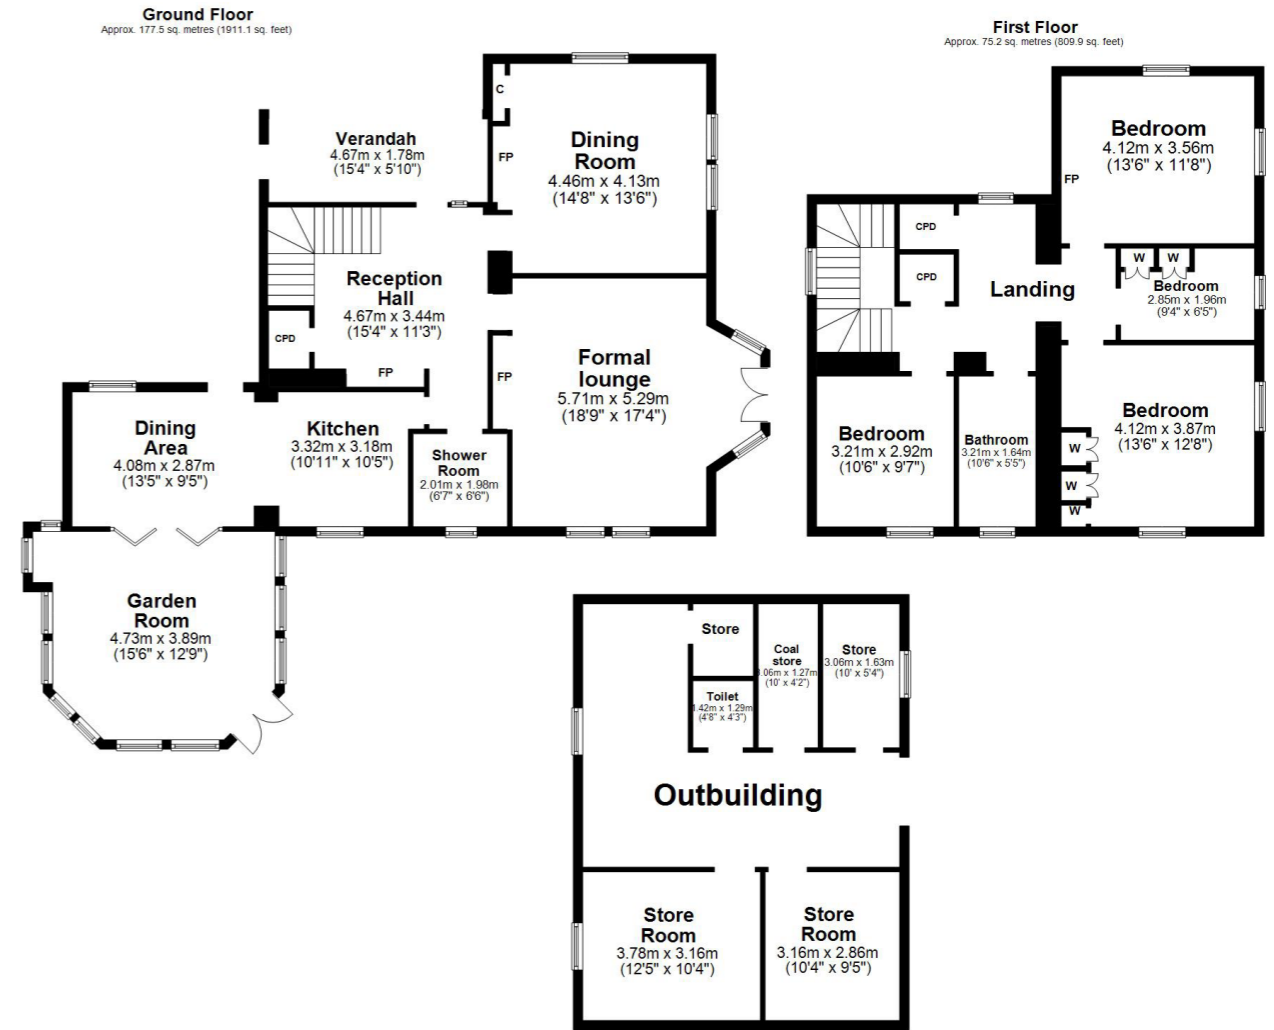 Ground Floor
Approx. 177.5 sq. metres (1911.1 sq. feet)
Verandah
4.67m x 1.78m
(15'4" x 5'10")
C
FP
Dining
Room
4.46m x 4.13m
(14'8" x 13'6")
Reception
Hall
4.67m x 3.44m
(15'4" x 11'3")
CPD
FP
FP
Formal
lounge
5.71m x 5.29m
(18'9" x 17'4")
Dining
Area
4.08m x 2.87m
(13'5" x 9'5")
Kitchen
3.32m x 3.18m
(10'11" x 10'5")
Shower
Room
2.01m x 1.98m
(6'7" x 6'6")
Garden
Room
4.73m x 3.89m
(15'6" x 12'9")
First Floor
Approx. 75.2 sq. metres (809.9 sq. feet)
Bedroom
4.12m x 3.56m
(13'6" x 11'8")
FP
CPD
CPD
Landing
W
W
Bedroom
2.85m x 1.96m
(9'4" x 6'5")
Bedroom
3.21m x 2.92m
(10'6" x 9'7")
Bathroom
3.21m x 1.64m
(10'6" x 5'5")
Bedroom
4.12m x 3.87m
(13'6" x 12'8")
W
W
W
Store
Coal
store
3.06m x 1.27m
(10' x 4'2")
Store
3.06m x 1.63m
(10' x 5'4")
Toilet
1.42m x 1.29m
(4'8" x 4'3")
Outbuilding
Store
Room
3.78m x 3.16m
(12'5" x 10'4")
Store
Room
3.16m x 2.86m
(10'4" x 9'5")